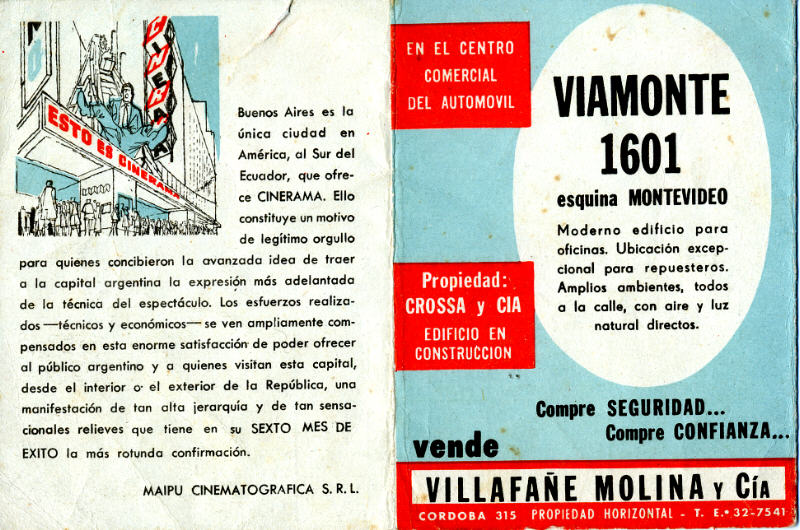 CINERAMA
ESTO ES CINERAMA
Buenos Aires es la
única ciudad en
América, al Sur del
Ecuador, que ofre-
ce CINERAMA. Ello
constituye un motivo
de legítimo orgullo
para quienes concibieron la avanzada idea de traer
a la capital argentina la expresión más adelantada
de la técnica del espectáculo. Los esfuerzos realiza-
dos —técnicos y económicos— se ven ampliamente com-
pensados en esta enorme satisfacción de poder ofrecer
al público argentino y a quienes visitan esta capital,
desde el interior o el exterior de la República, una
manifestación de tan alta jerarquía y de tan sensa-
cionales relieves que tiene en su SEXTO MES DE
EXITO la más rotunda confirmación.
MAIPU CINEMATOGRAFICA S. R. L.
EN EL CENTRO
COMERCIAL
DEL AUTOMOVIL
VIAMONTE
1601
esquina MONTEVIDEO
Moderno edificio para
oficinas. Ubicación excep-
cional para repuesteros.
Amplios ambientes, todos
a la calle, con aire y luz
natural directos.
Propiedad:
CROSSA y CIA
EDIFICIO EN
CONSTRUCCION
Compre SEGURIDAD...
Compre CONFIANZA...
vende
VILLAFAÑE MOLINA y Cía
CORDOBA 315 PROPIEDAD HORIZONTAL - T. E. 32-7541